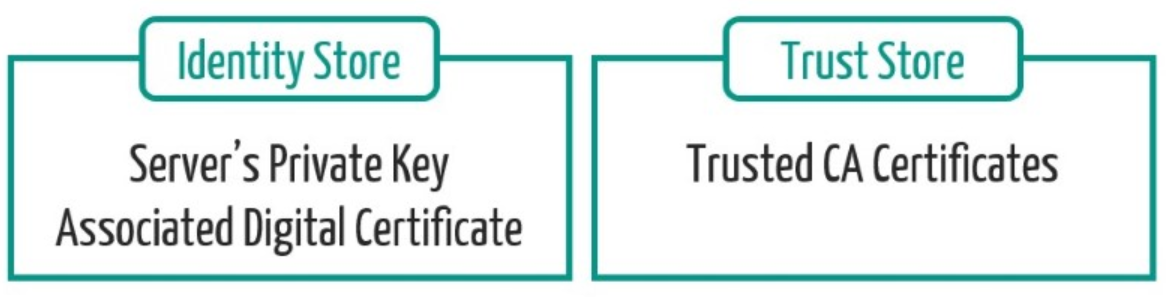 Identity Store
Server’s Private Key
Associated Digital Certificate
Trust Store
Trusted CA Certificates